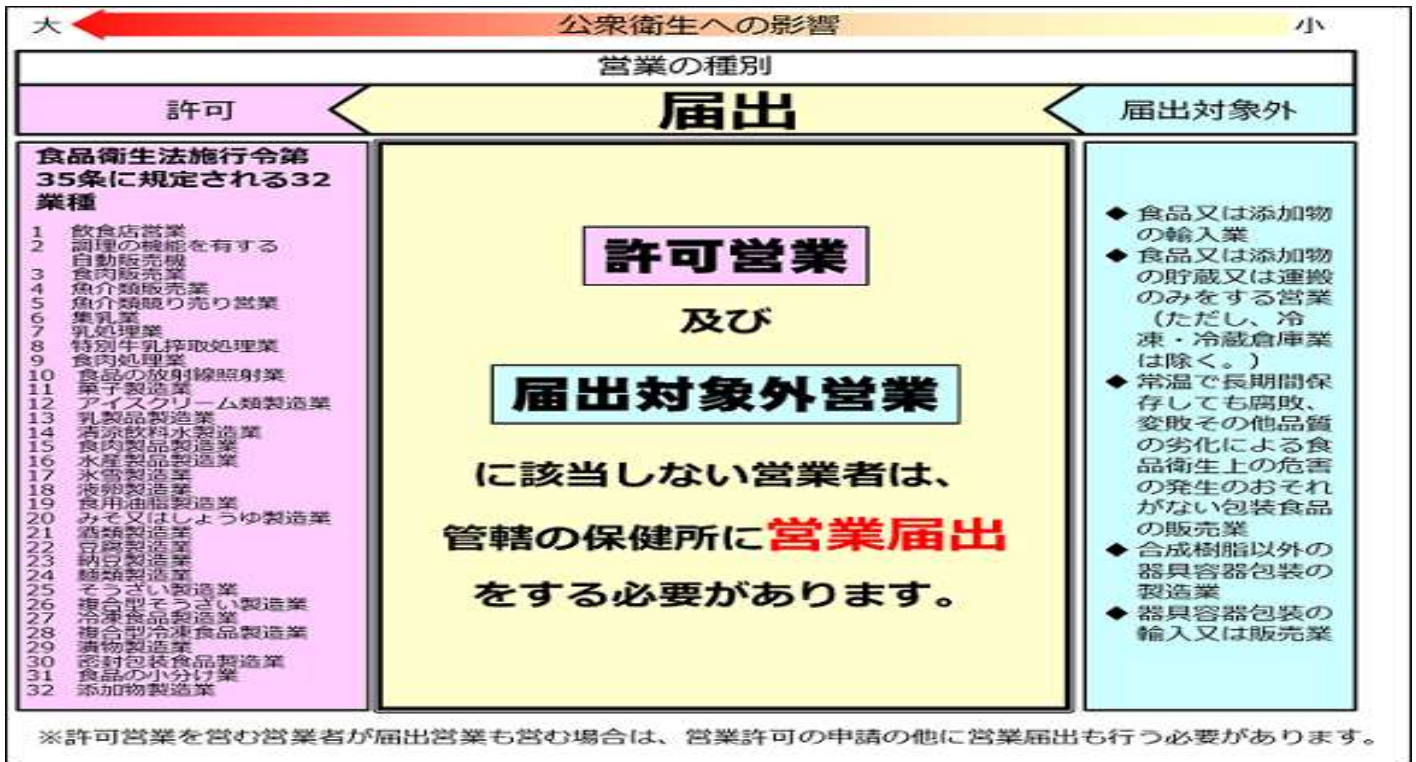 大 公衆衛生への影響 小
営業の種別
許可 届出 届出対象外
食品衛生法施行令第
35条に規定される32
業種
1 飲食店営業
2 調理の機能を有する
自動販売機
3 食肉販売業
4 魚介類販売業
5 魚介類競り売り営業
6 集乳業
7 乳処理業
8 特別牛乳搾取処理業
9 食肉処理業
10 食品の放射線照射業
11 菓子製造業
12 アイスクリーム類製造業
13 乳製品製造業
14 清涼飲料水製造業
15 食肉製品製造業
16 水産製品製造業
17 氷雪製造業
18 液卵製造業
19 食用油脂製造業
20 みそ又はしょうゆ製造業
21 酒類製造業
22 豆腐製造業
23 納豆製造業
24 麺類製造業
25 そうざい製造業
26 複合型そうざい製造業
27 冷凍食品製造業
28 複合型冷凍食品製造業
29 漬物製造業
30 密封包装食品製造業
31 食品の小分け業
32 添加物製造業
許可営業
及び
届出対象外営業
に該当しない営業者は、
管轄の保健所に営業届出
をする必要があります。
◆ 食品又は添加物
の輸入業
◆ 食品又は添加物
の貯蔵又は運搬
のみをする営業
（ただし、冷
凍・冷蔵倉庫業
は除く。）
◆ 常温で長期間保
存しても腐敗、
変敗その他品質
の劣化による食
品衛生上の危害
の発生のおそれ
がない包装食品
の販売業
◆ 合成樹脂以外の
器具容器包装の
製造業
◆ 器具容器包装の
輸入又は販売業
※許可営業を営む営業者が届出営業も営む場合は、営業許可の申請の他に営業届出も行う必要があります。